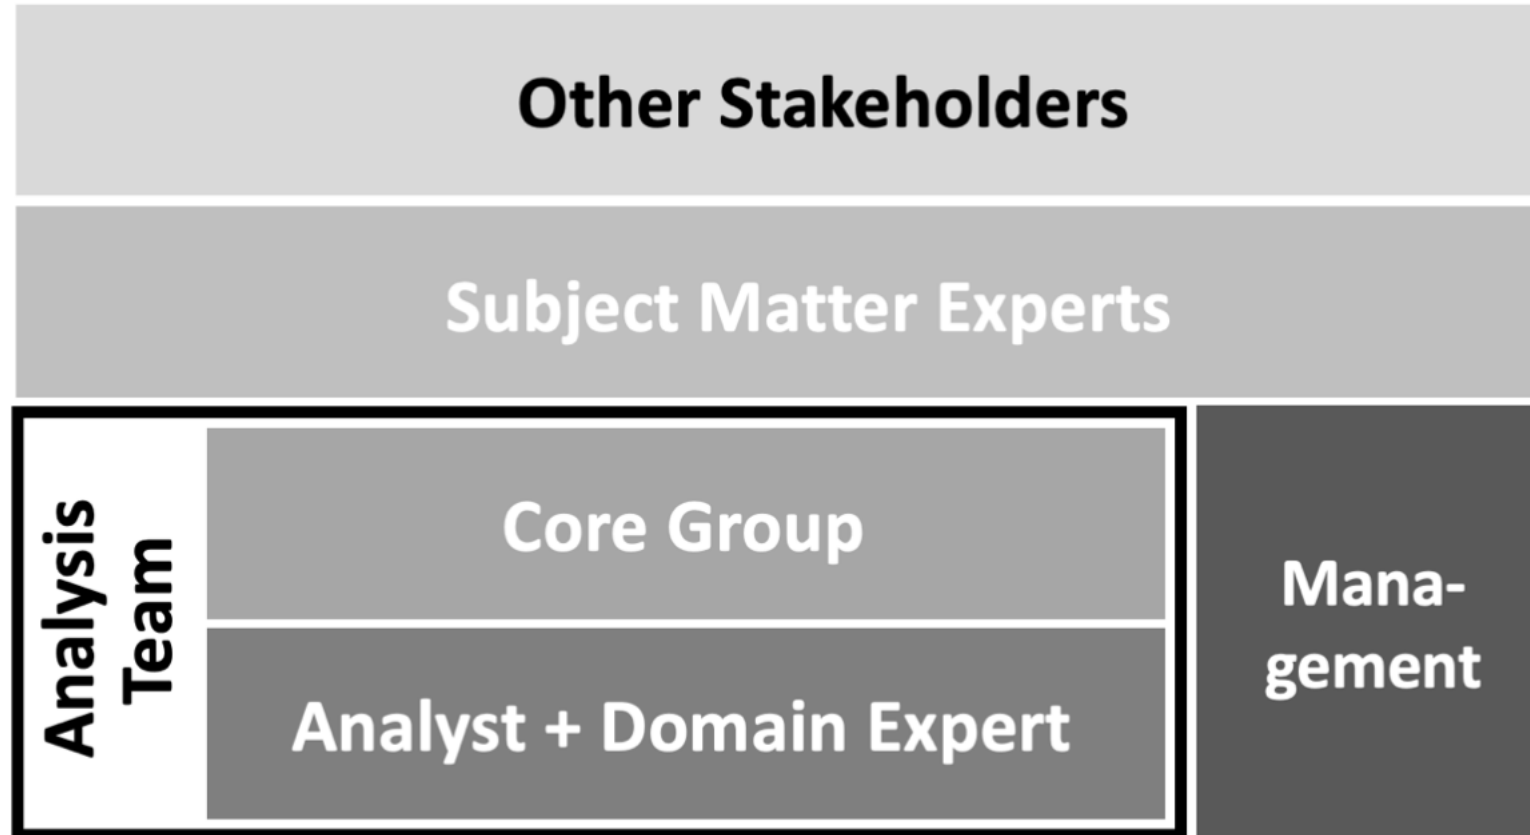 Other Stakeholders
Subject Matter Experts
Analysis
Team
Core Group
Analyst + Domain Expert
Mana-
gement